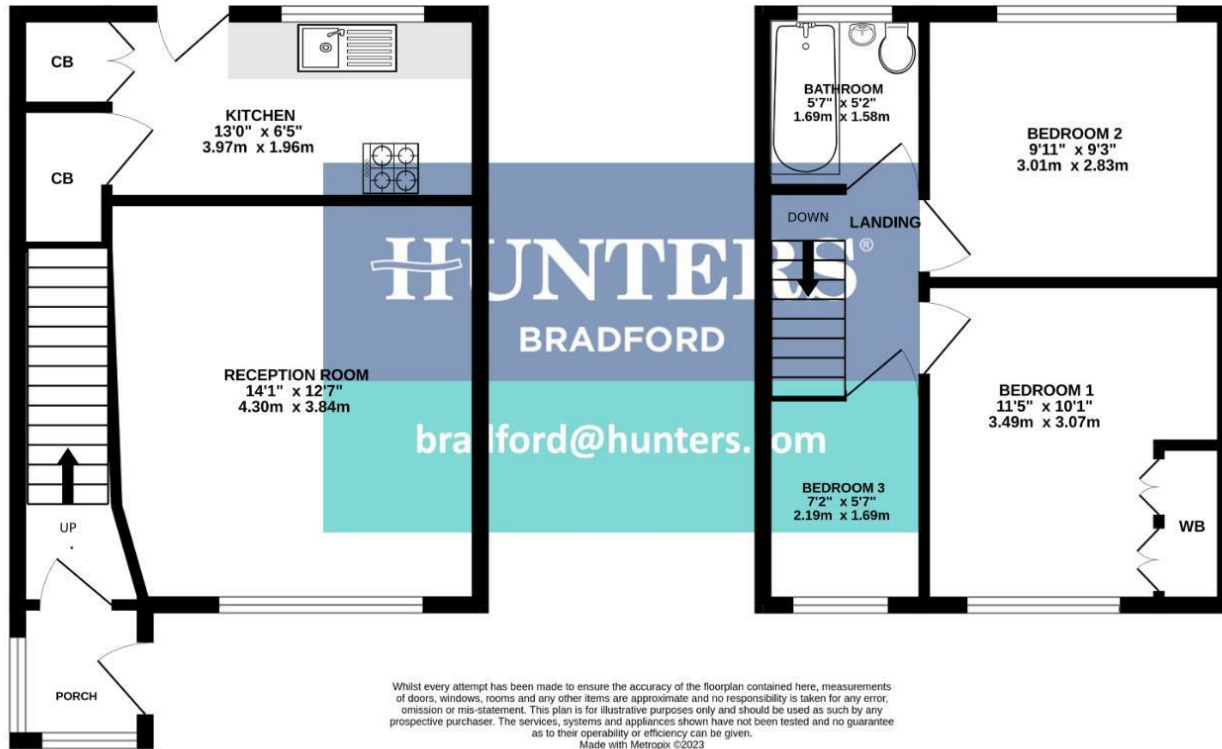 CB
KITCHEN
13'0" x 6'5"
3.97m x 1.96m
CB
RECEPTION ROOM
14'1" x 12'7"
4.30m x 3.84m
UP
PORCH
BATHROOM
5'7" x 5'2"
1.69m x 1.58m
BEDROOM 2
9'11" x 9'3"
3.01m x 2.83m
DOWN
LANDING
BEDROOM 1
11'5" x 10'1"
3.49m x 3.07m
BEDROOM 3
7'2" x 5'7"
2.19m x 1.69m
WB
HUNTERS®
BRADFORD
bradford@hunters.com
Whilst every attempt has been made to ensure the accuracy of the floorplan contained here, measurements
of doors, windows, rooms and any other items are approximate and no responsibility is taken for any error,
omission or mis-statement. This plan is for illustrative purposes only and should be used as such by any
prospective purchaser. The services, systems and appliances shown have not been tested and no guarantee
as to their operability or efficiency can be given.
Made with Metropix ©2023